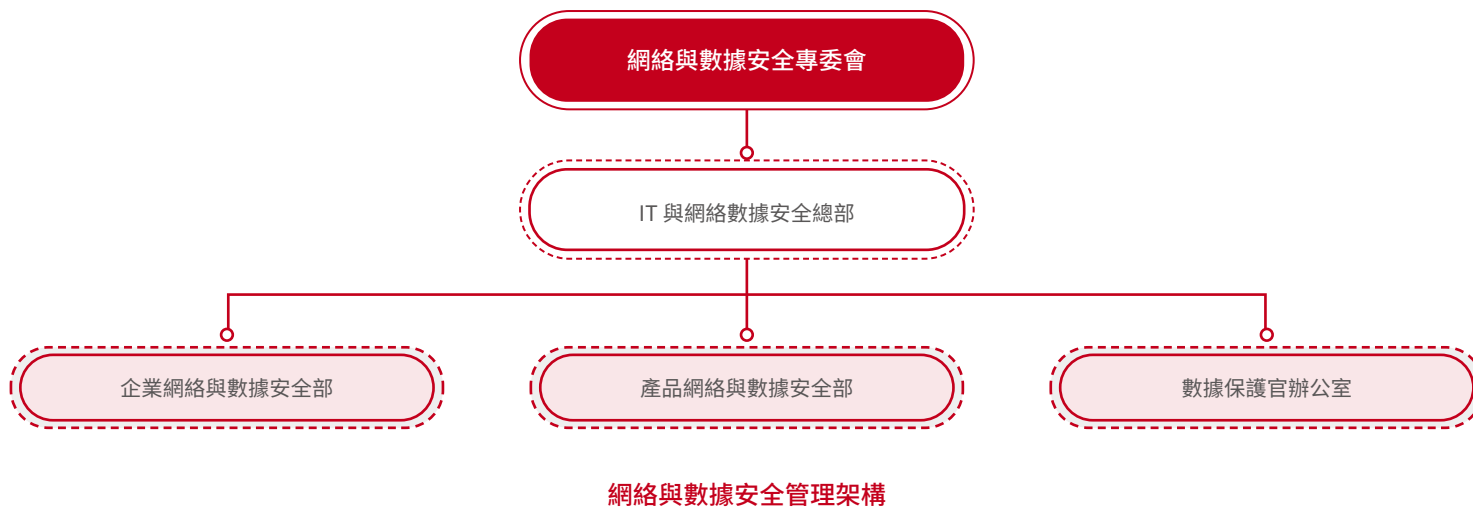 網絡與數據安全專委會
IT 與網絡數據安全總部
企業網絡與數據安全部
產品網絡與數據安全部
數據保護官辦公室
網絡與數據安全管理架構